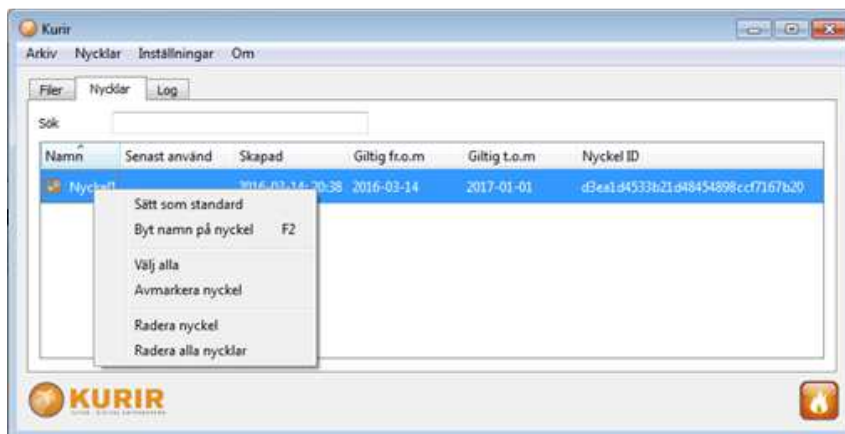 Kurir
Arkiv Nycklar Inställningar Om
Filer Nycklar Log
Sök
Namn Senast använd Skapad Giltig fr.o.m Giltig t.o.m Nyckel ID
Nyckel1 2016-03-14: 20:38 2016-03-14 2017-01-01 d3ea1d4533b21d48454898ccf7167b20
Sätt som standard
Byt namn på nyckel F2
Välj alla
Avmarkera nyckel
Radera nyckel
Radera alla nycklar
KURIR